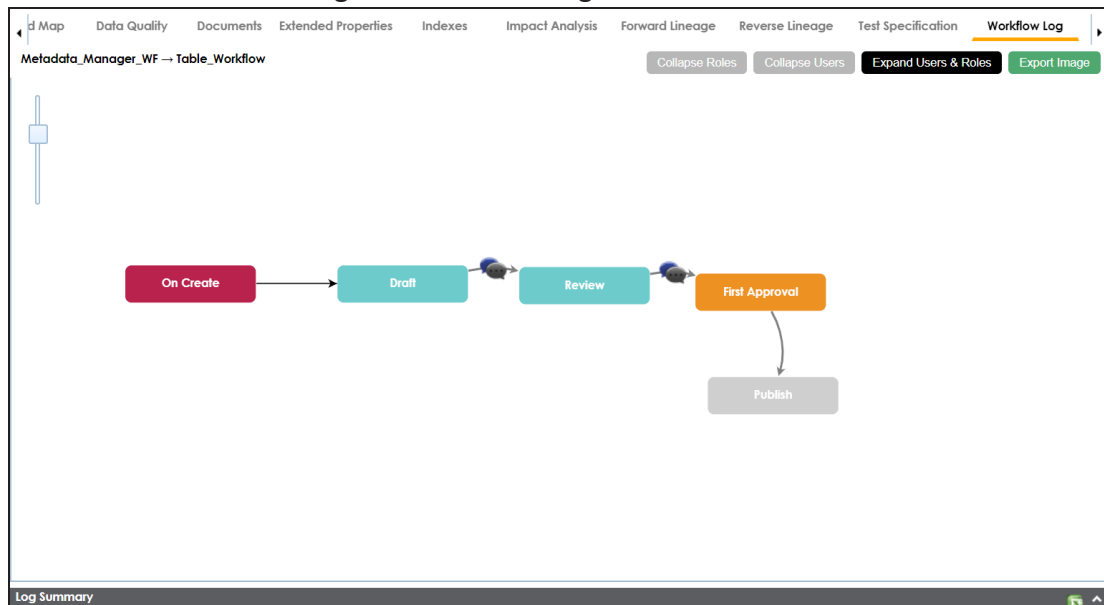 d Map Data Quality Documents Extended Properties Indexes Impact Analysis Forward Lineage Reverse Lineage Test Specification Workflow Log
Metadata_Manager_WF → Table_Workflow Collapse Roles Collapse Users Expand Users & Roles Export Image
On Create Draft Review First Approval
Publish
Log Summary